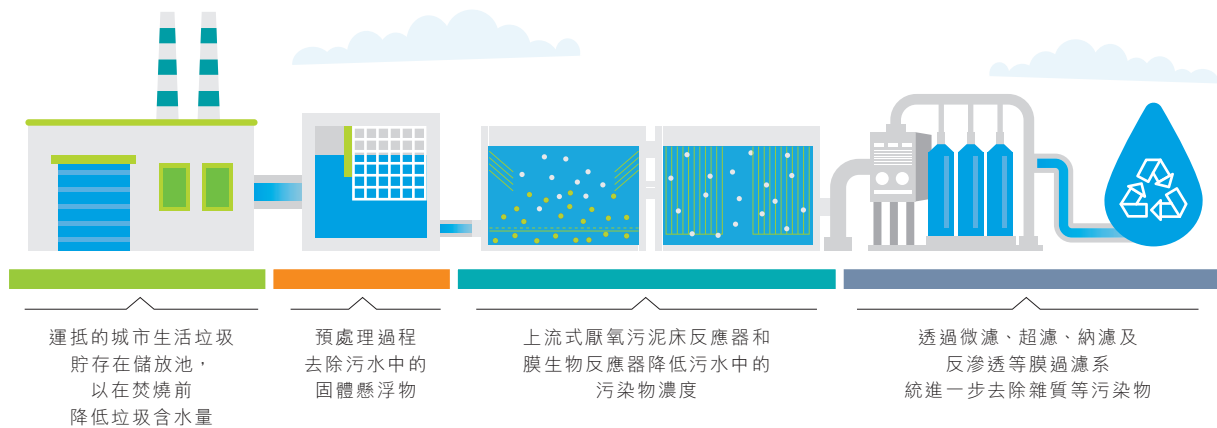 運抵的城市生活垃圾
貯存在儲放池，
以在焚燒前
降低垃圾含水量
預處理過程
去除污水中的
固體懸浮物
上流式厭氧污泥床反應器和
膜生物反應器降低污水中的
污染物濃度
透過微濾、超濾、納濾及
反滲透等膜過濾系
統進一步去除雜質等污染物